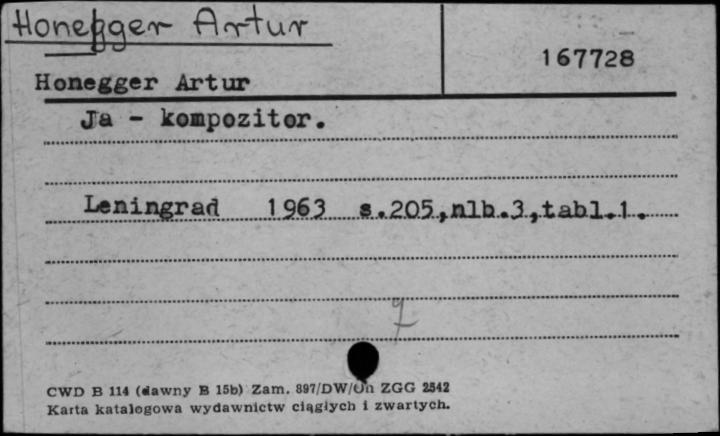 Honegger Artur
167728
Honegger Artur
Ja - kompozitor.
Leningrad 1963 s.205,nlb.3,tabl.1.
CWD B 114 (dawny B 15b) Zam. 897/DW/Un ZGG 2542
Karta katalogowa wydawnictw ciągłych i zwartych.